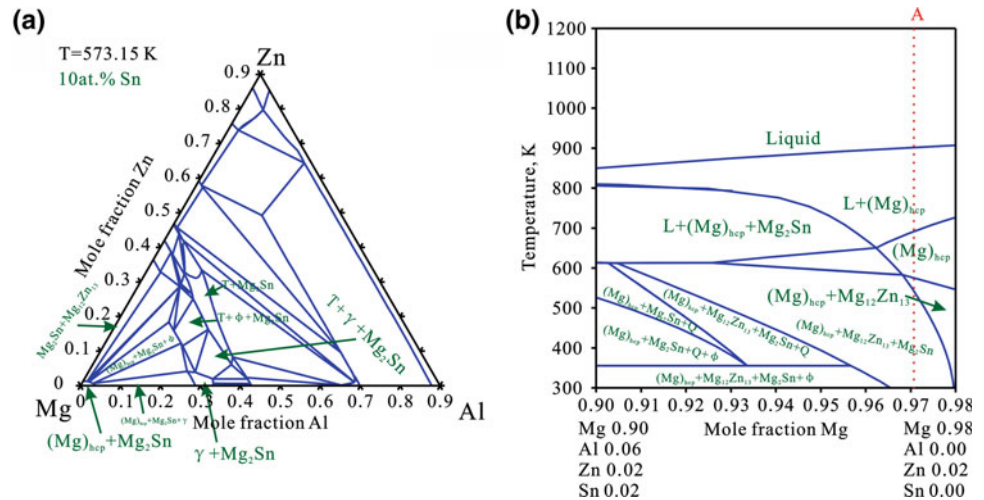 (a)
T=573.15 K
10at.% Sn
Zn
0.9
0.8
0.7
0.6
0.5
0.4
0.3
0.2
0.1
0
Mole fraction Zn
Mg₂Sn+Mg₁₂Zn₁₃
T+Mg₂Sn
T+ϕ+Mg₂Sn
T+γ+Mg₂Sn
(Mg)hcp+Mg₂Sn+ϕ
Mg
0.1 0.2 0.3 0.4 0.5 0.6 0.7 0.8 0.9
Al
Mole fraction Al
(Mg)hcp+Mg₂Sn+γ
(Mg)hcp+Mg₂Sn
γ+Mg₂Sn
(b)
A
1200
1100
1000
900
800
700
600
500
400
300
Temperature, K
Liquid
L+(Mg)hcp
L+(Mg)hcp+Mg₂Sn
(Mg)hcp
(Mg)hcp+Mg₁₂Zn₁₃
(Mg)hcp+Mg₂Sn+Q
(Mg)hcp+Mg₁₂Zn₁₃+Mg₂Sn+Q
(Mg)hcp+Mg₁₂Zn₁₃+Mg₂Sn
(Mg)hcp+Mg₂Sn+Q+ϕ
(Mg)hcp+Mg₁₂Zn₁₃+Mg₂Sn+ϕ
0.90 0.91 0.92 0.93 0.94 0.95 0.96 0.97 0.98
Mg 0.90 Mole fraction Mg Mg 0.98
Al 0.06 Al 0.00
Zn 0.02 Zn 0.02
Sn 0.02 Sn 0.00